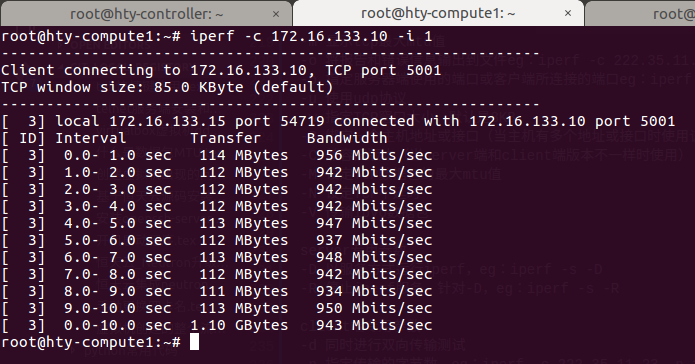 root@hty-controller: ~ × root@hty-compute1: ~ × root@
root@hty-compute1:~# iperf -c 172.16.133.10 -i 1
------------------------------------------------------------
Client connecting to 172.16.133.10, TCP port 5001
TCP window size: 85.0 KByte (default)
------------------------------------------------------------
[  3] local 172.16.133.15 port 54719 connected with 172.16.133.10 port 5001
[ ID] Interval       Transfer     Bandwidth
[  3]  0.0- 1.0 sec   114 MBytes   956 Mbits/sec
[  3]  1.0- 2.0 sec   112 MBytes   942 Mbits/sec
[  3]  2.0- 3.0 sec   112 MBytes   942 Mbits/sec
[  3]  3.0- 4.0 sec   112 MBytes   942 Mbits/sec
[  3]  4.0- 5.0 sec   113 MBytes   947 Mbits/sec
[  3]  5.0- 6.0 sec   112 MBytes   937 Mbits/sec
[  3]  6.0- 7.0 sec   113 MBytes   948 Mbits/sec
[  3]  7.0- 8.0 sec   112 MBytes   942 Mbits/sec
[  3]  8.0- 9.0 sec   111 MBytes   934 Mbits/sec
[  3]  9.0-10.0 sec   113 MBytes   950 Mbits/sec
[  3]  0.0-10.0 sec  1.10 GBytes   943 Mbits/sec
root@hty-compute1:~#